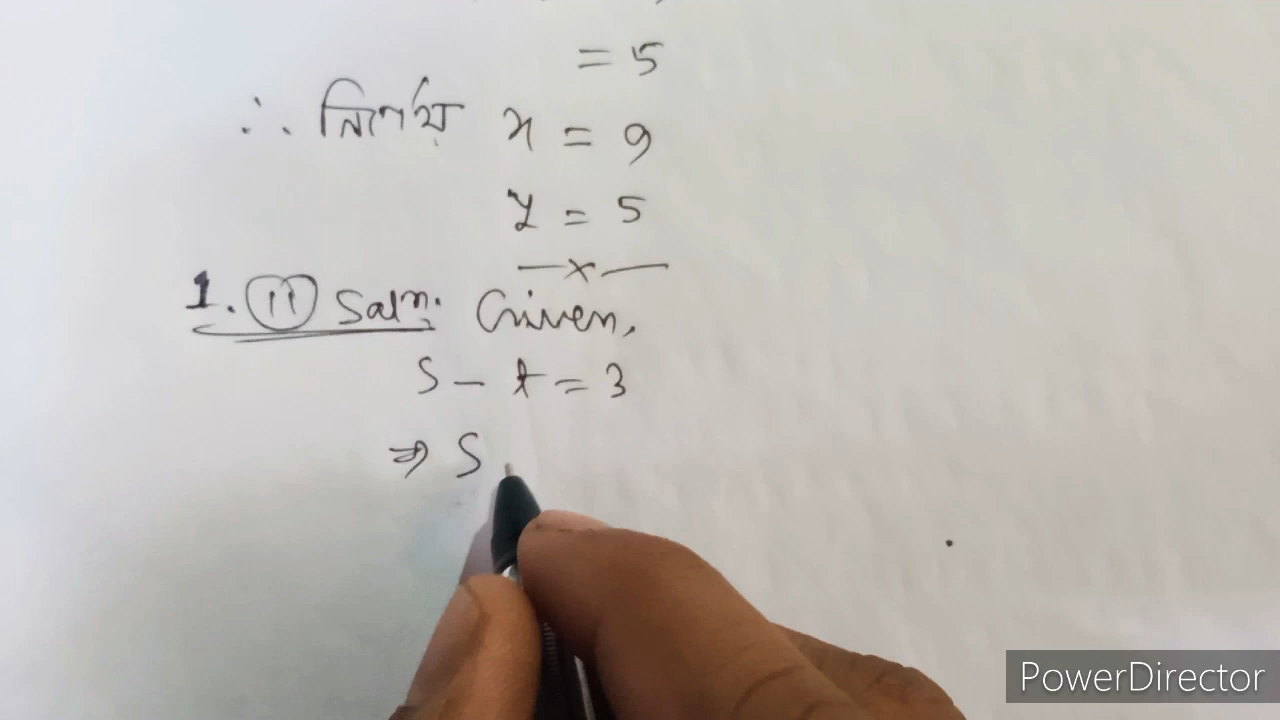 = 5
∴ নির্ণেয় x = 9
y = 5
—x—
1. (ii) Soln. Given,
s - t = 3
⇒ s
PowerDirector